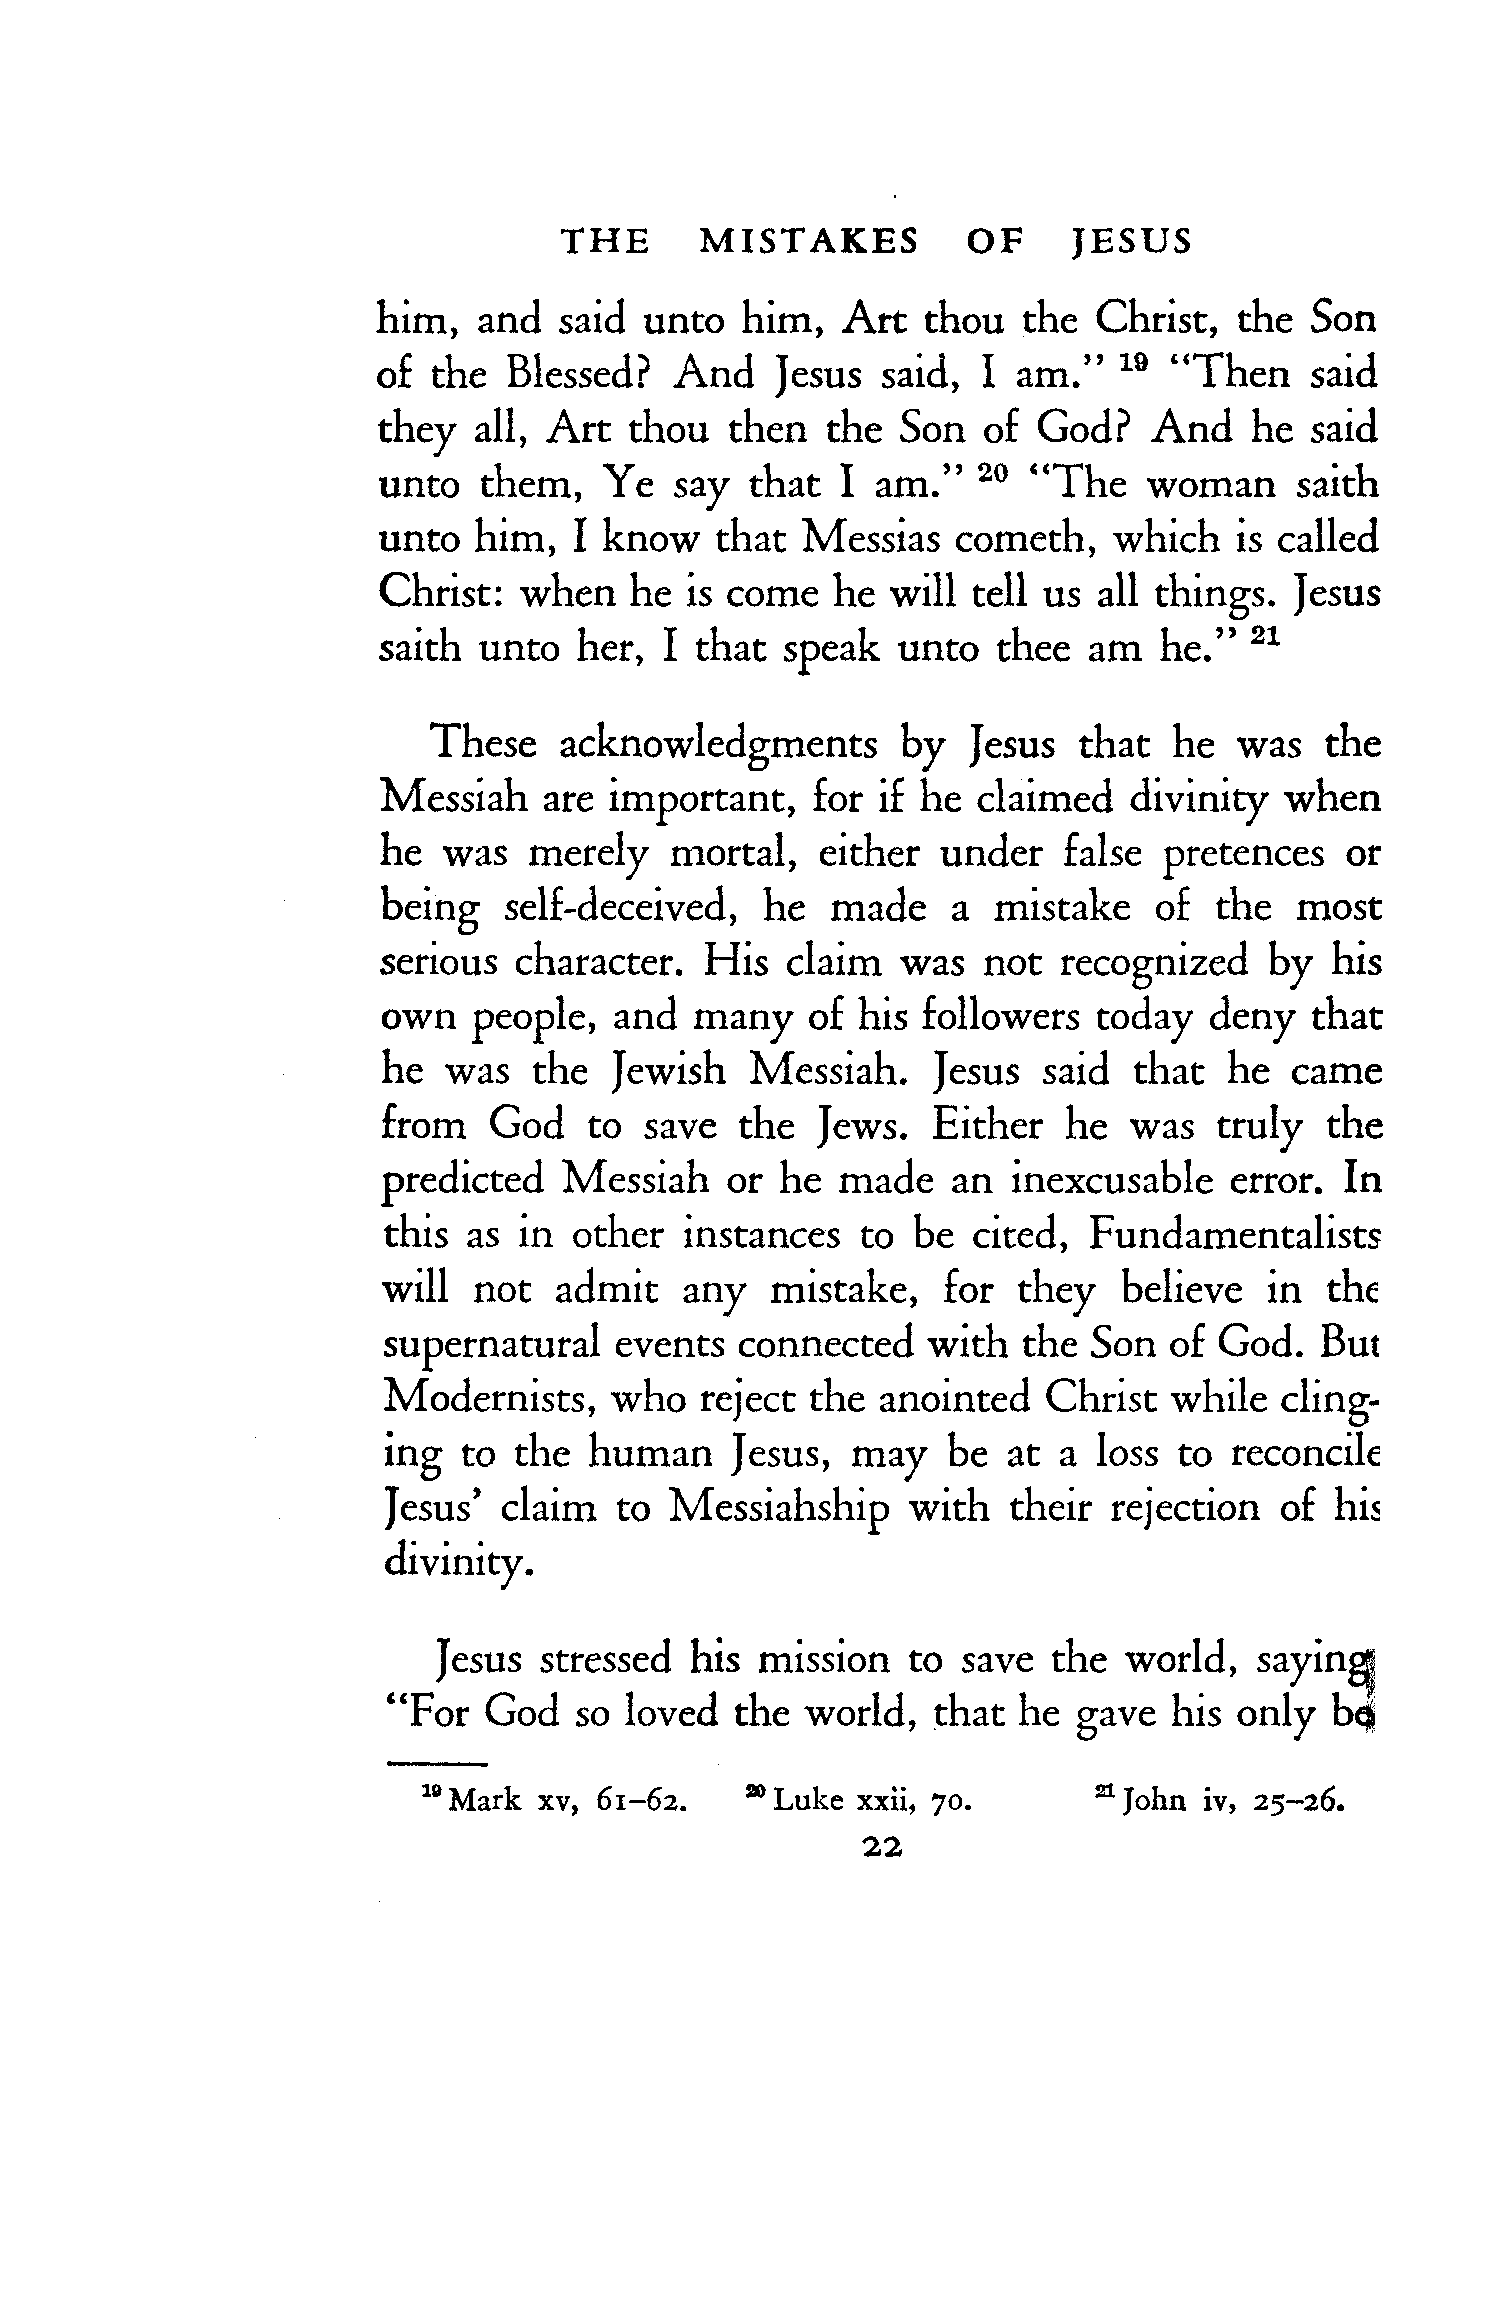 THE MISTAKES OF JESUS
him, and said unto him, Art thou the Christ, the Son
of the Blessed? And Jesus said, I am.” 19 “Then said
they all, Art thou then the Son of God? And he said
unto them, Ye say that I am.” 20 “The woman saith
unto him, I know that Messias cometh, which is called
Christ: when he is come he will tell us all things. Jesus
saith unto her, I that speak unto thee am he.” 21
These acknowledgments by Jesus that he was the
Messiah are important, for if he claimed divinity when
he was merely mortal, either under false pretences or
being self-deceived, he made a mistake of the most
serious character. His claim was not recognized by his
own people, and many of his followers today deny that
he was the Jewish Messiah. Jesus said that he came
from God to save the Jews. Either he was truly the
predicted Messiah or he made an inexcusable error. In
this as in other instances to be cited, Fundamentalists
will not admit any mistake, for they believe in the
supernatural events connected with the Son of God. But
Modernists, who reject the anointed Christ while cling-
ing to the human Jesus, may be at a loss to reconcile
Jesus’ claim to Messiahship with their rejection of his
divinity.
Jesus stressed his mission to save the world, saying
“For God so loved the world, that he gave his only
19 Mark xv, 61–62. 20 Luke xxii, 70. 21 John iv, 25–26.
22